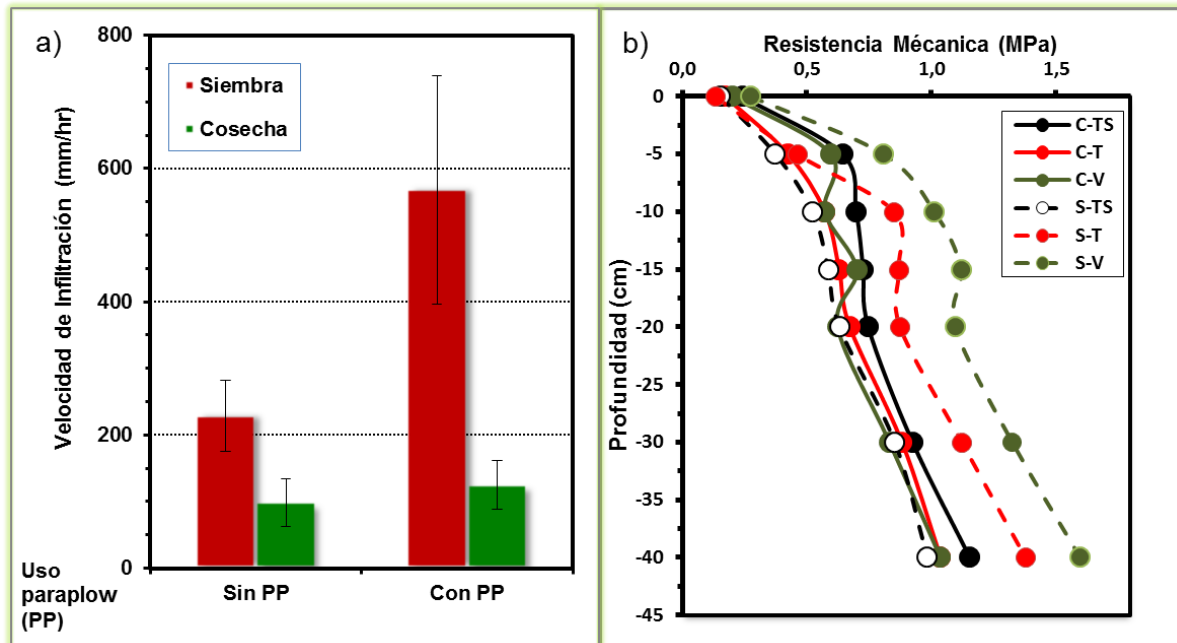 a)
Velocidad de Infiltración (mm/hr)
800
600
400
200
0
Siembra
Cosecha
Uso
paraplow
(PP)
Sin PP
Con PP
b)
Resistencia Mécanica (MPa)
0,0 0,5 1,0 1,5
Profundidad (cm)
0
-5
-10
-15
-20
-25
-30
-35
-40
-45
C-TS
C-T
C-V
S-TS
S-T
S-V